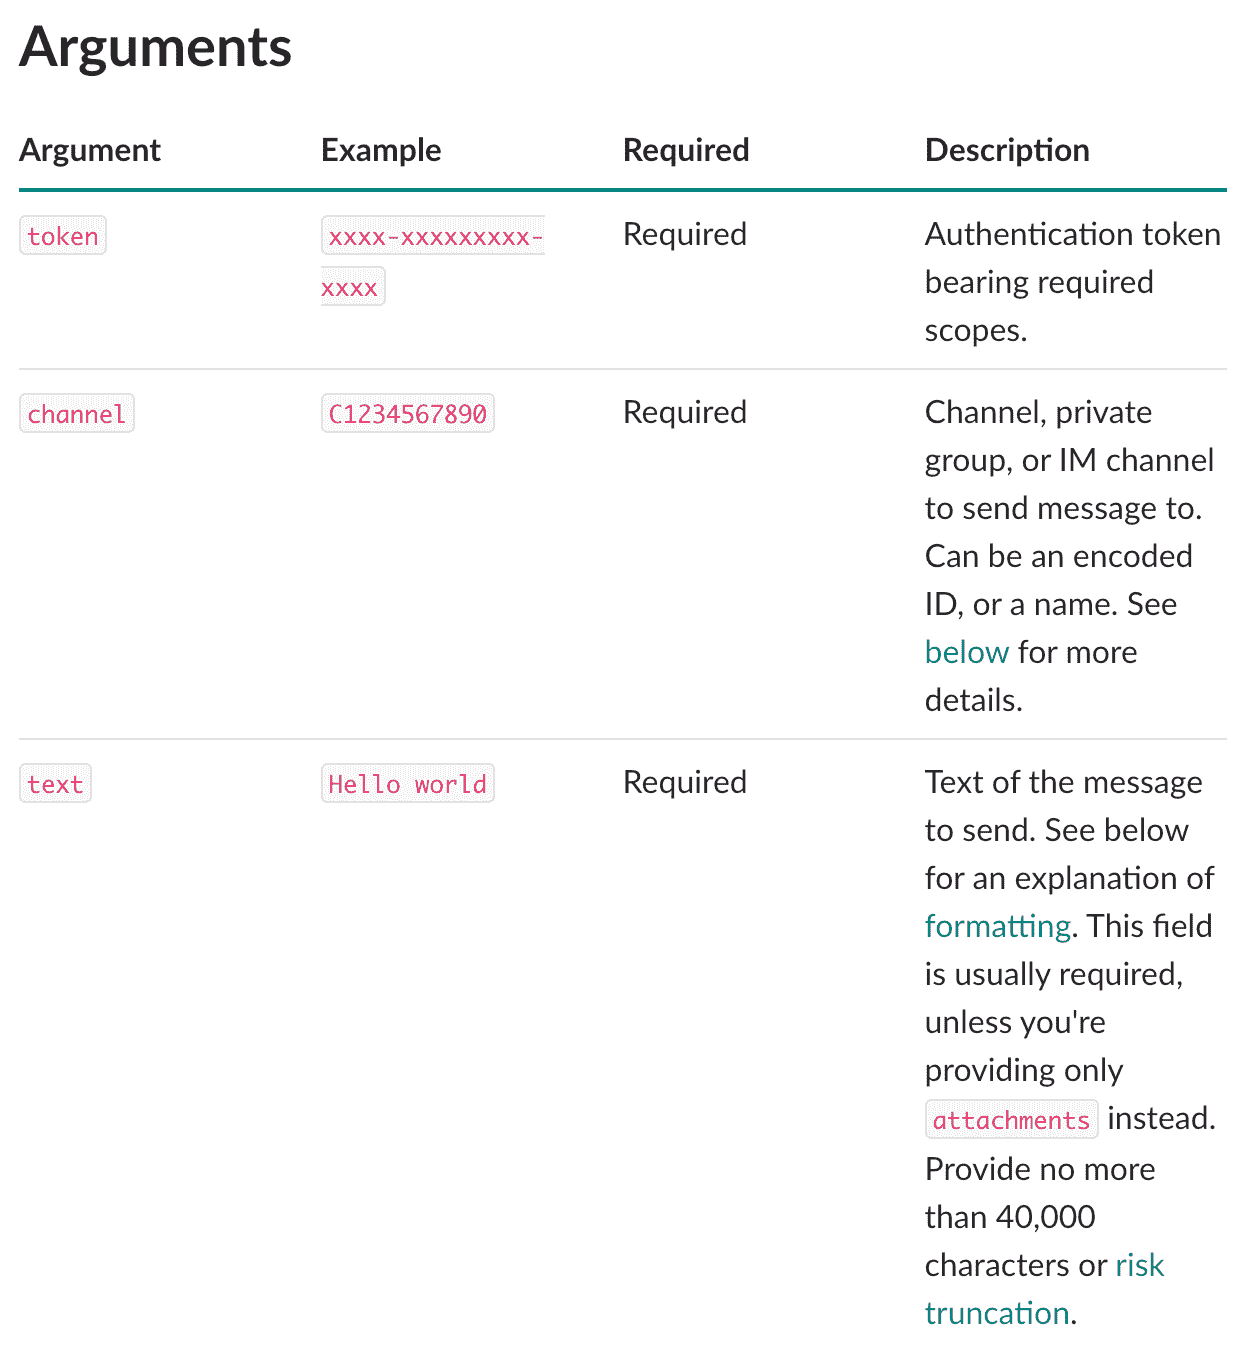 Arguments
Argument Example Required Description
token xxxx-xxxxxxxxx- Required Authentication token
xxxx bearing required
scopes.
channel C1234567890 Required Channel, private
group, or IM channel
to send message to.
Can be an encoded
ID, or a name. See
below for more
details.
text Hello world Required Text of the message
to send. See below
for an explanation of
formatting. This field
is usually required,
unless you're
providing only
attachments instead.
Provide no more
than 40,000
characters or risk
truncation.